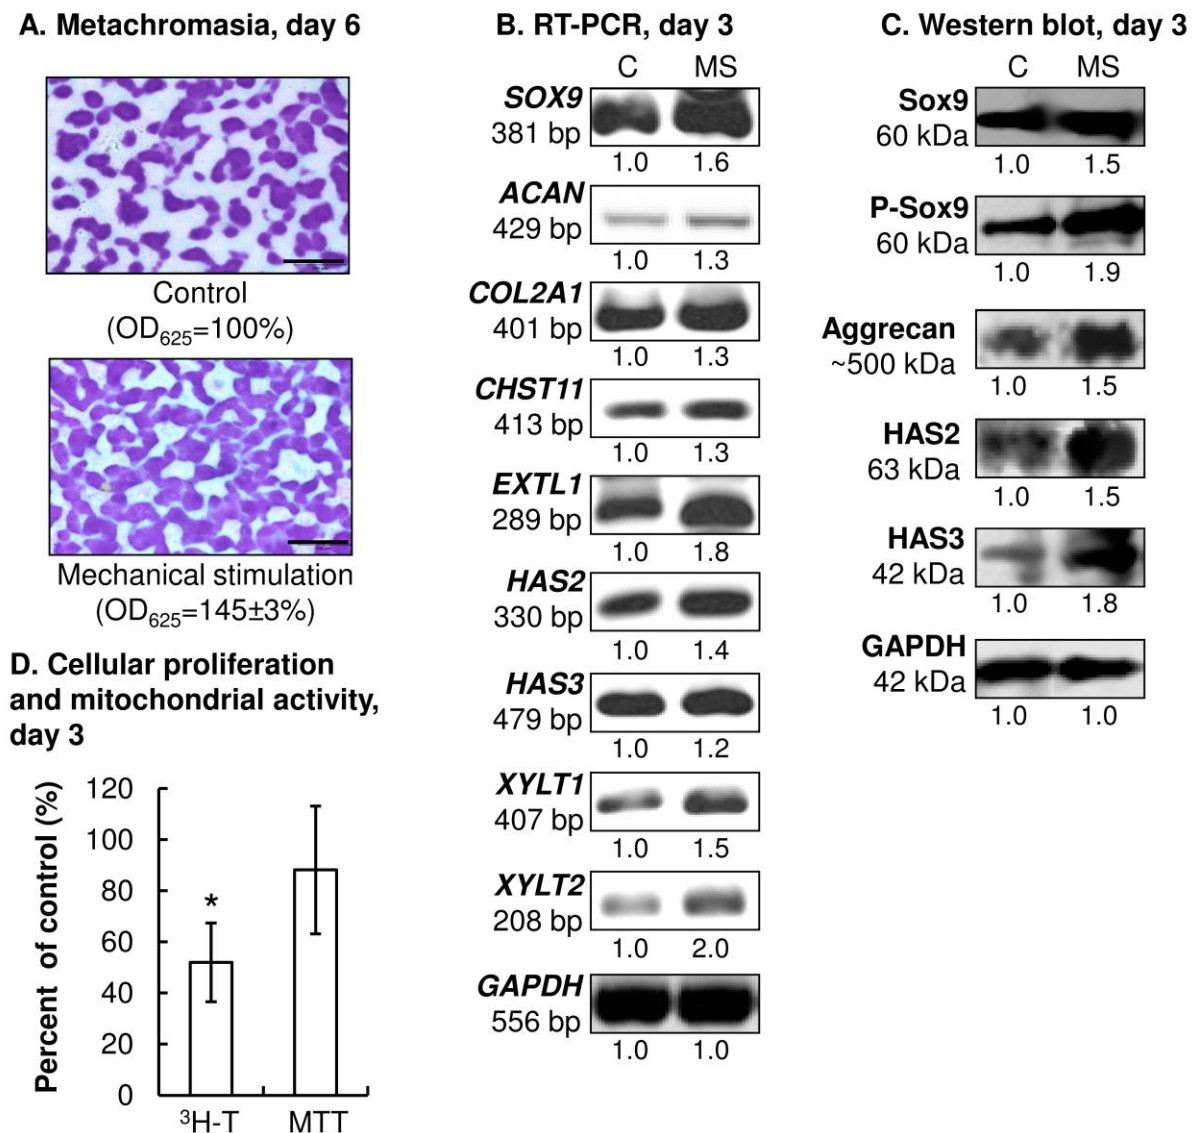 A. Metachromasia, day 6
Control
(OD625=100%)
Mechanical stimulation
(OD625=145±3%)
B. RT-PCR, day 3
C MS
SOX9
381 bp
1.0 1.6
ACAN
429 bp
1.0 1.3
COL2A1
401 bp
1.0 1.3
CHST11
413 bp
1.0 1.3
EXTL1
289 bp
1.0 1.8
HAS2
330 bp
1.0 1.4
HAS3
479 bp
1.0 1.2
XYLT1
407 bp
1.0 1.5
XYLT2
208 bp
1.0 2.0
GAPDH
556 bp
1.0 1.0
C. Western blot, day 3
C MS
Sox9
60 kDa
1.0 1.5
P-Sox9
60 kDa
1.0 1.9
Aggrecan
~500 kDa
1.0 1.5
HAS2
63 kDa
1.0 1.5
HAS3
42 kDa
1.0 1.8
GAPDH
42 kDa
1.0 1.0
D. Cellular proliferation
and mitochondrial activity,
day 3
Percent of control (%)
120
100
80
60
40
20
0
*
³H-T MTT